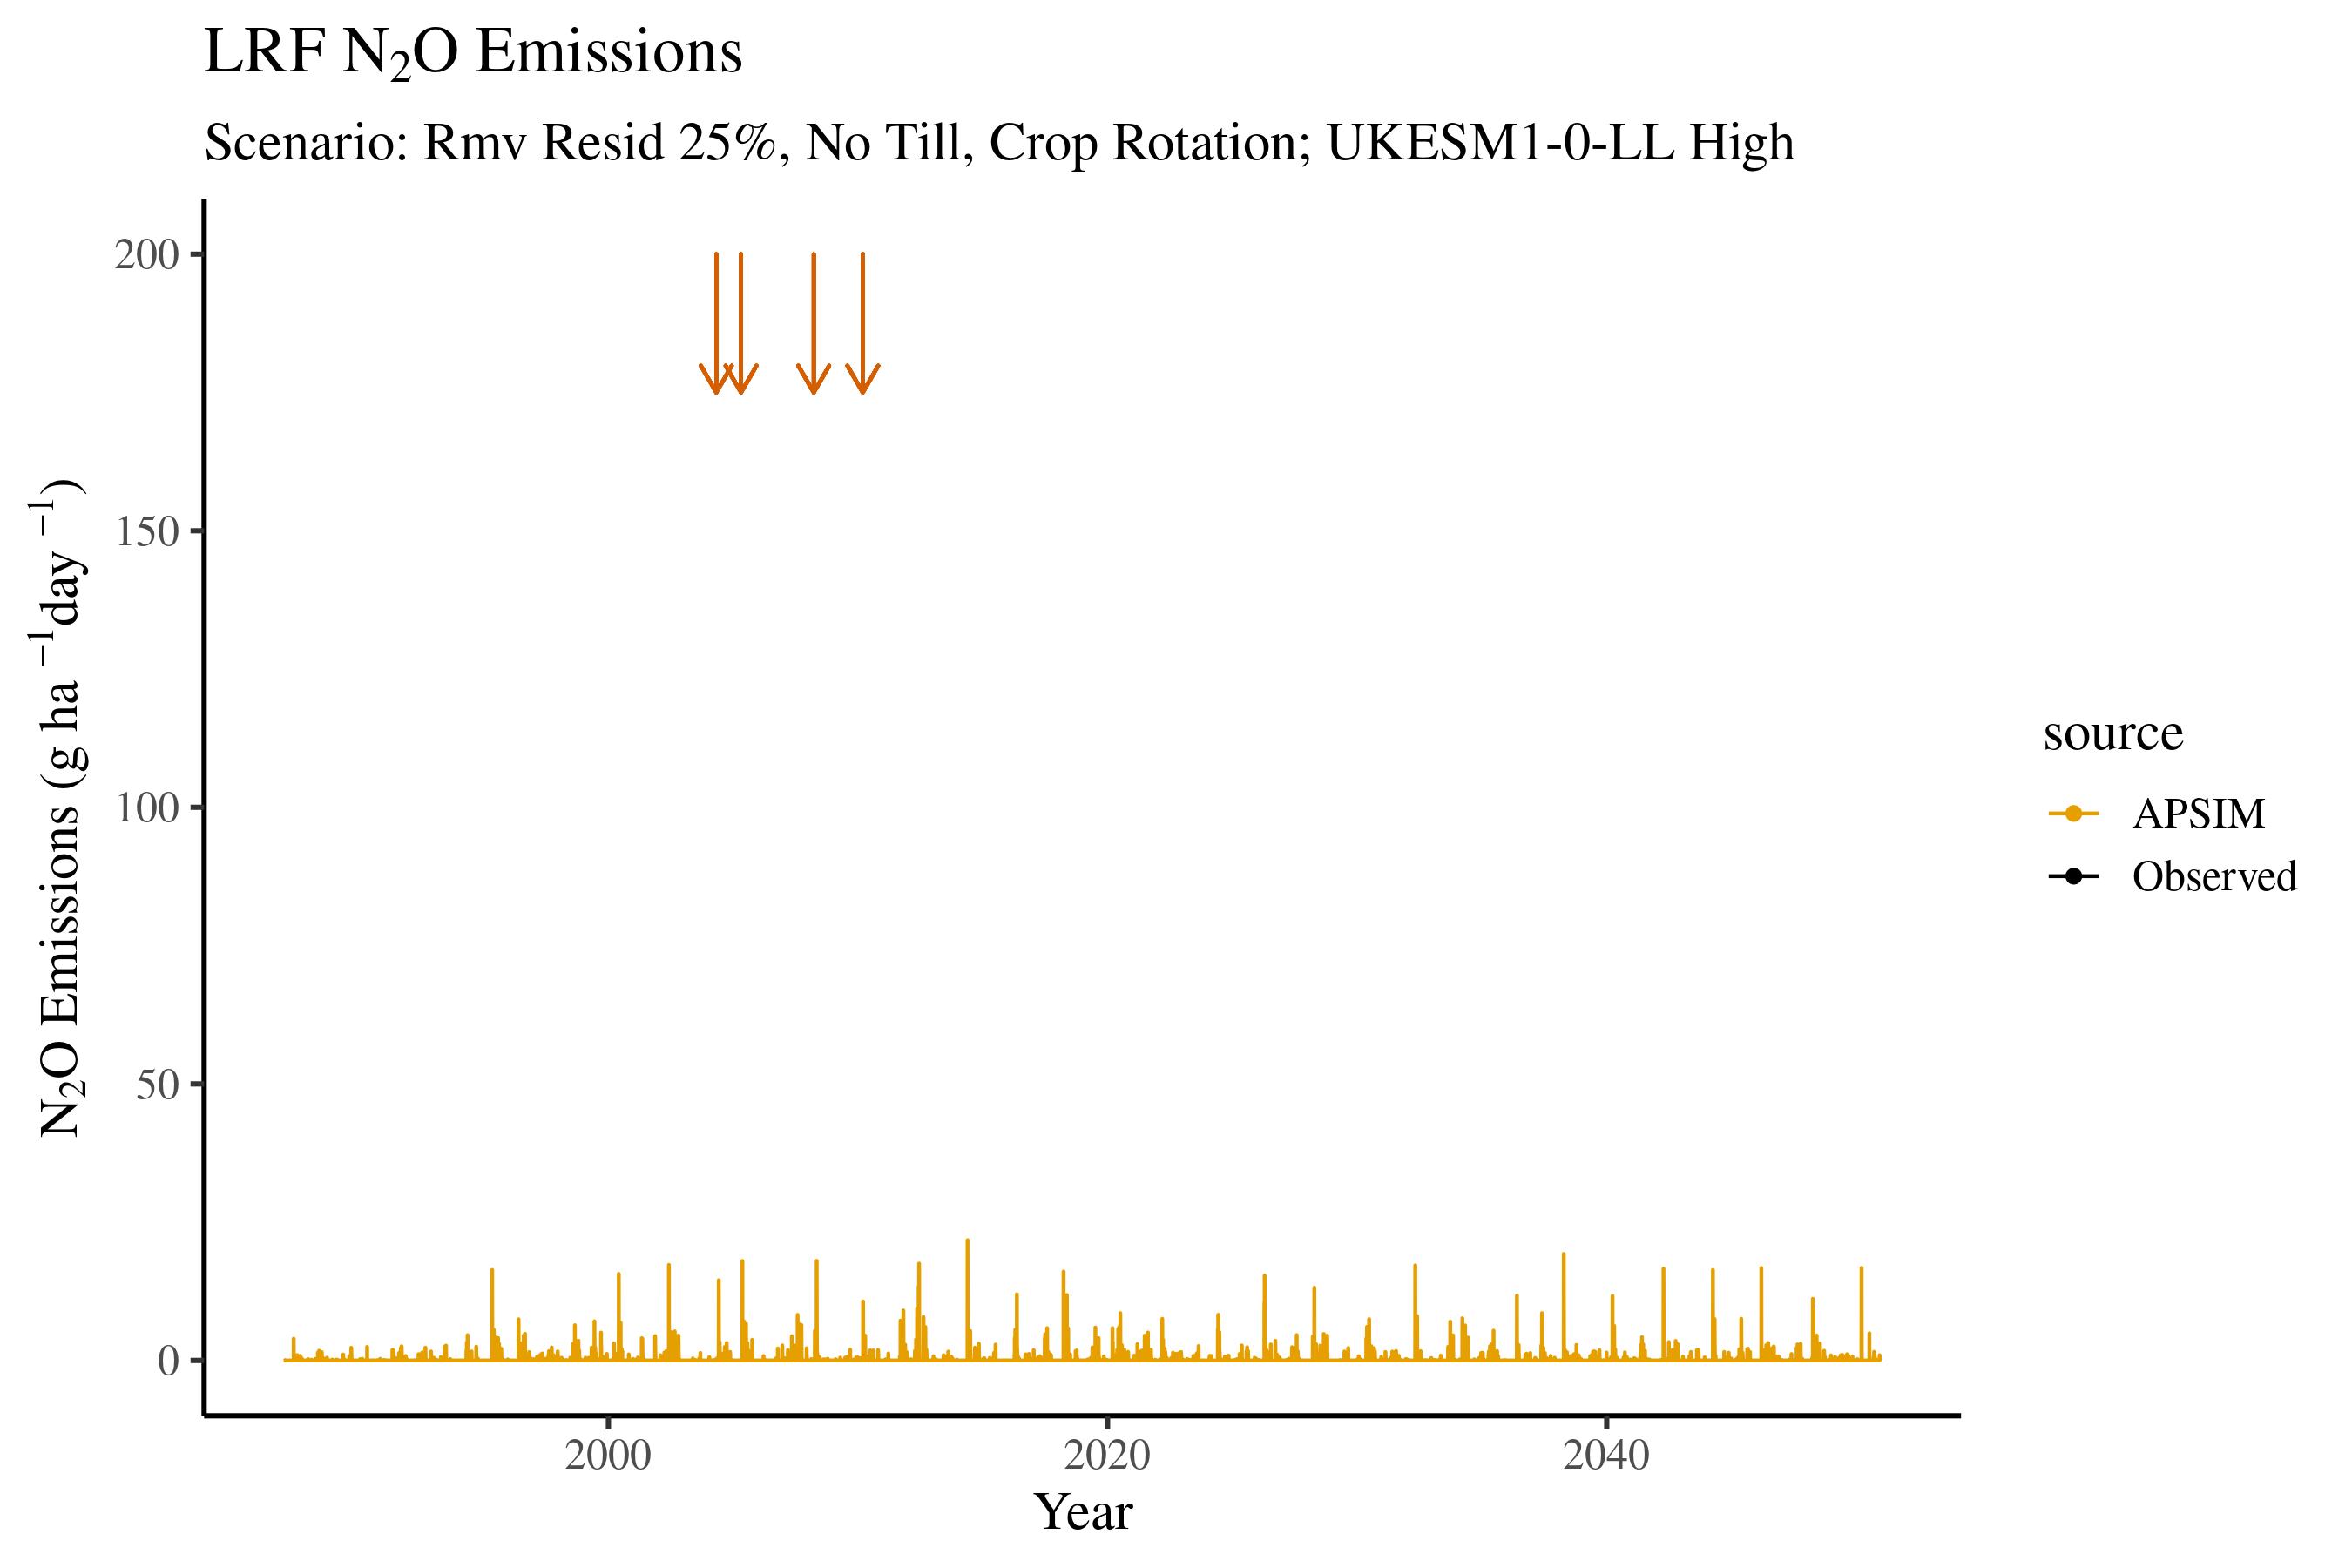 LRF N₂O Emissions
Scenario: Rmv Resid 25%, No Till, Crop Rotation; UKESM1-0-LL High
N₂O Emissions (g ha ⁻¹day ⁻¹)
200
150
100
50
0
2000 2020 2040
Year
source
APSIM
Observed